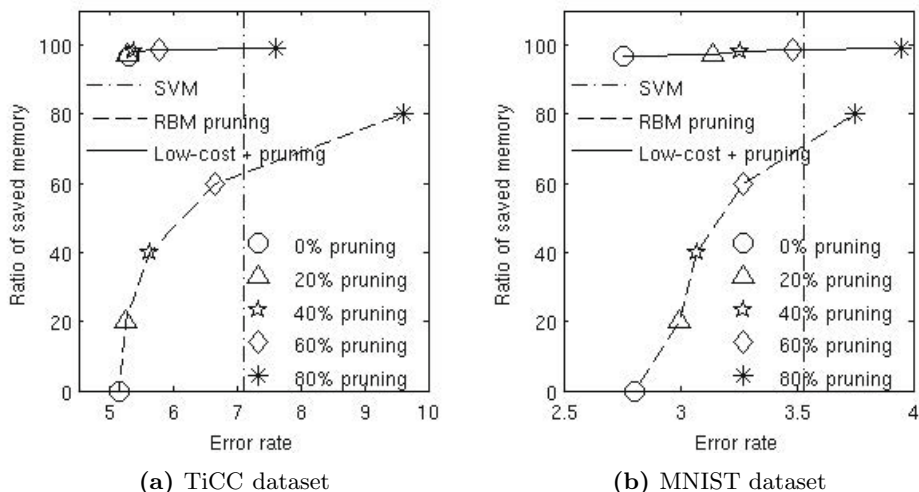 100
80
60
40
20
0
Ratio of saved memory
SVM
RBM pruning
Low-cost + pruning
0% pruning
20% pruning
40% pruning
60% pruning
80% pruning
5 6 7 8 9 10
Error rate
(a) TiCC dataset
100
80
60
40
20
0
Ratio of saved memory
SVM
RBM pruning
Low-cost + pruning
0% pruning
20% pruning
40% pruning
60% pruning
80% pruning
2.5 3 3.5 4
Error rate
(b) MNIST dataset